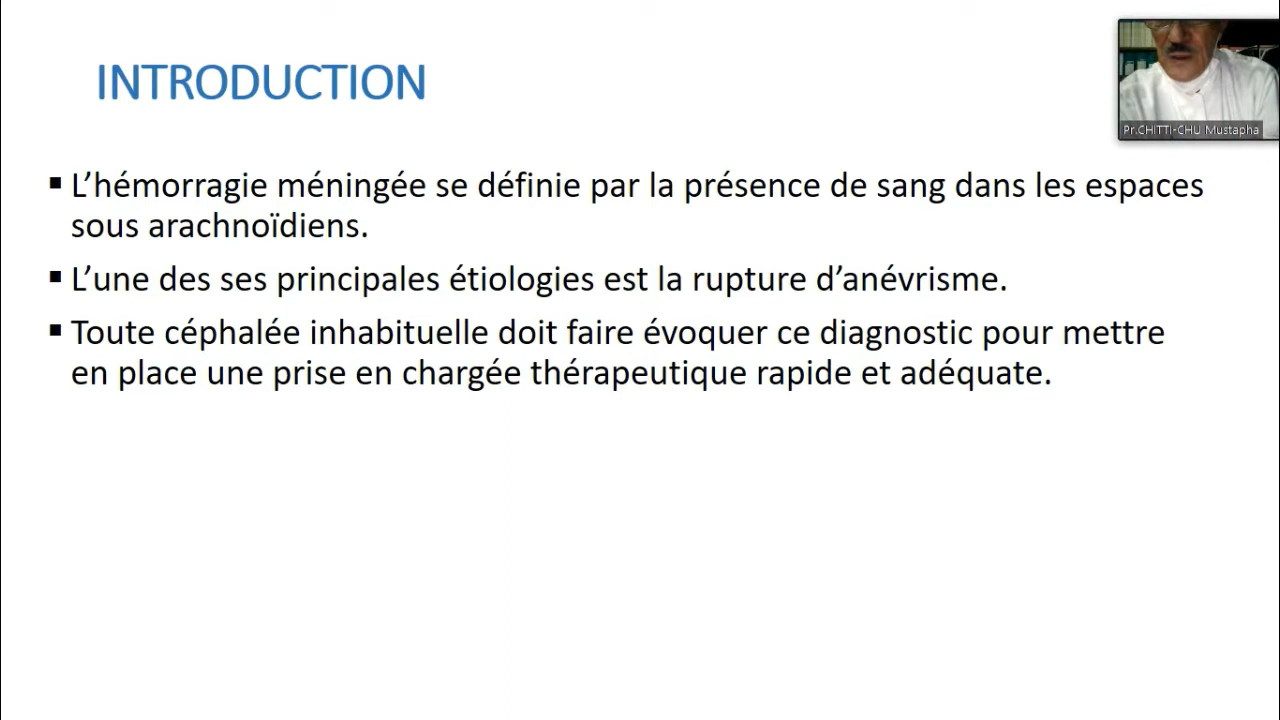 INTRODUCTION
Pr.CHITTI-CHU Mustapha
▪ L’hémorragie méningée se définie par la présence de sang dans les espaces
sous arachnoïdiens.
▪ L’une des ses principales étiologies est la rupture d’anévrisme.
▪ Toute céphalée inhabituelle doit faire évoquer ce diagnostic pour mettre
en place une prise en chargée thérapeutique rapide et adéquate.